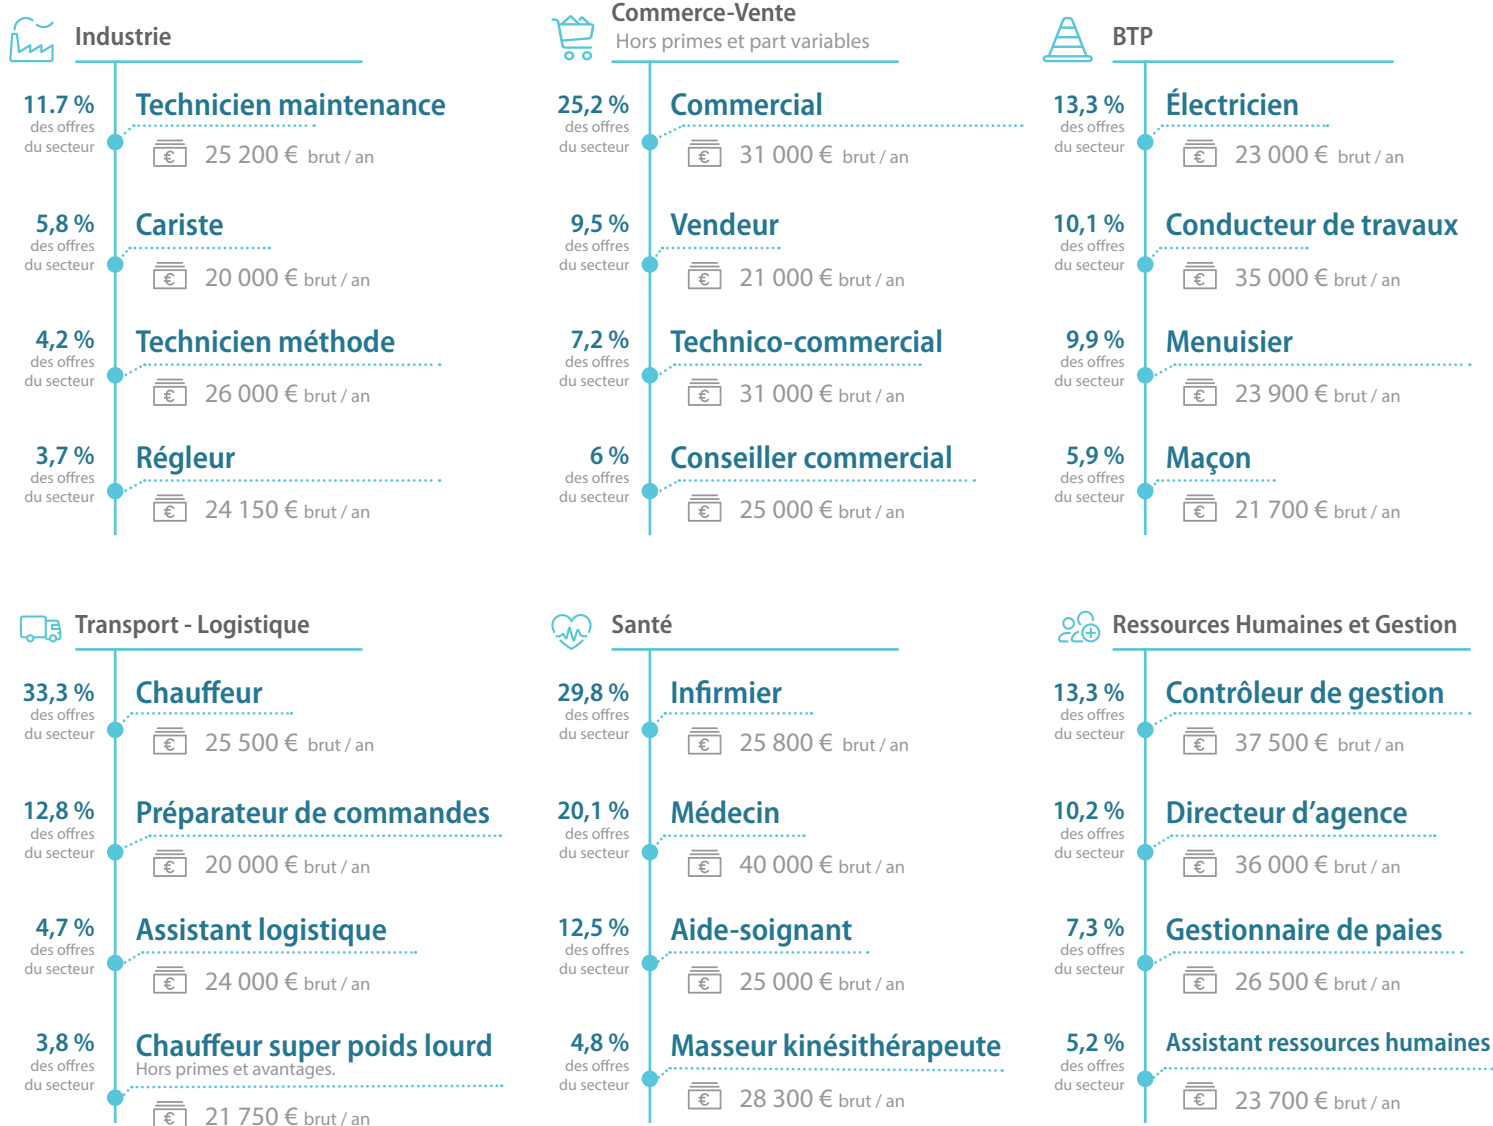 Industrie
11.7 %
des offres
du secteur
Technicien maintenance
€ 25 200 € brut / an
5,8 %
des offres
du secteur
Cariste
€ 20 000 € brut / an
4,2 %
des offres
du secteur
Technicien méthode
€ 26 000 € brut / an
3,7 %
des offres
du secteur
Régleur
€ 24 150 € brut / an
Commerce-Vente
Hors primes et part variables
25,2 %
des offres
du secteur
Commercial
€ 31 000 € brut / an
9,5 %
des offres
du secteur
Vendeur
€ 21 000 € brut / an
7,2 %
des offres
du secteur
Technico-commercial
€ 31 000 € brut / an
6 %
des offres
du secteur
Conseiller commercial
€ 25 000 € brut / an
BTP
13,3 %
des offres
du secteur
Électricien
€ 23 000 € brut / an
10,1 %
des offres
du secteur
Conducteur de travaux
€ 35 000 € brut / an
9,9 %
des offres
du secteur
Menuisier
€ 23 900 € brut / an
5,9 %
des offres
du secteur
Maçon
€ 21 700 € brut / an
Transport - Logistique
33,3 %
des offres
du secteur
Chauffeur
€ 25 500 € brut / an
12,8 %
des offres
du secteur
Préparateur de commandes
€ 20 000 € brut / an
4,7 %
des offres
du secteur
Assistant logistique
€ 24 000 € brut / an
3,8 %
des offres
du secteur
Chauffeur super poids lourd
Hors primes et avantages.
€ 21 750 € brut / an
Santé
29,8 %
des offres
du secteur
Infirmier
€ 25 800 € brut / an
20,1 %
des offres
du secteur
Médecin
€ 40 000 € brut / an
12,5 %
des offres
du secteur
Aide-soignant
€ 25 000 € brut / an
4,8 %
des offres
du secteur
Masseur kinésithérapeute
€ 28 300 € brut / an
Ressources Humaines et Gestion
13,3 %
des offres
du secteur
Contrôleur de gestion
€ 37 500 € brut / an
10,2 %
des offres
du secteur
Directeur d’agence
€ 36 000 € brut / an
7,3 %
des offres
du secteur
Gestionnaire de paies
€ 26 500 € brut / an
5,2 %
des offres
du secteur
Assistant ressources humaines
€ 23 700 € brut / an